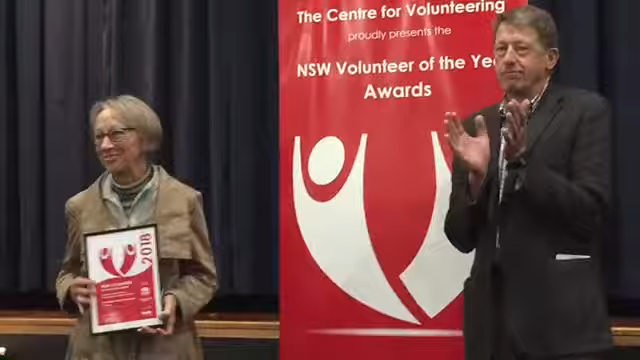 The Centre for Volunteering
proudly presents the
NSW Volunteer of the Ye
Awards
2018